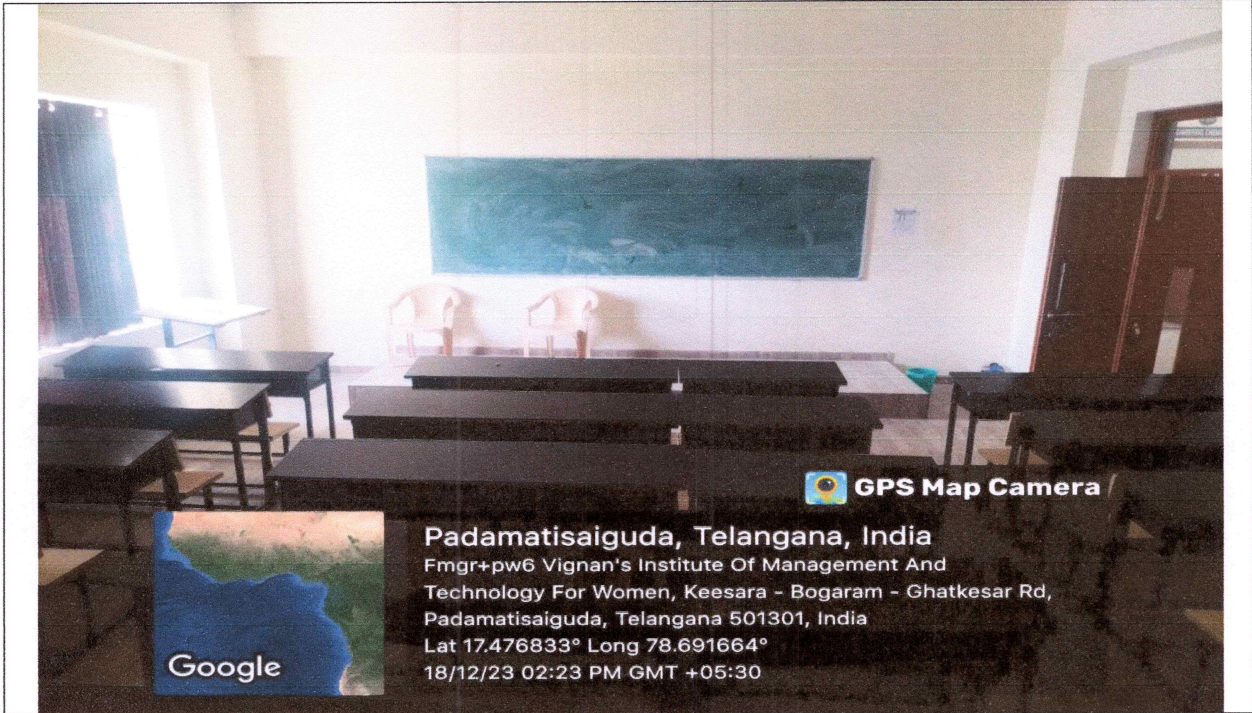 GPS Map Camera
Padamatisaiguda, Telangana, India
Fmgr+pw6 Vignan's Institute Of Management And
Technology For Women, Keesara - Bogaram - Ghatkesar Rd,
Padamatisaiguda, Telangana 501301, India
Lat 17.476833° Long 78.691664°
18/12/23 02:23 PM GMT +05:30
Google